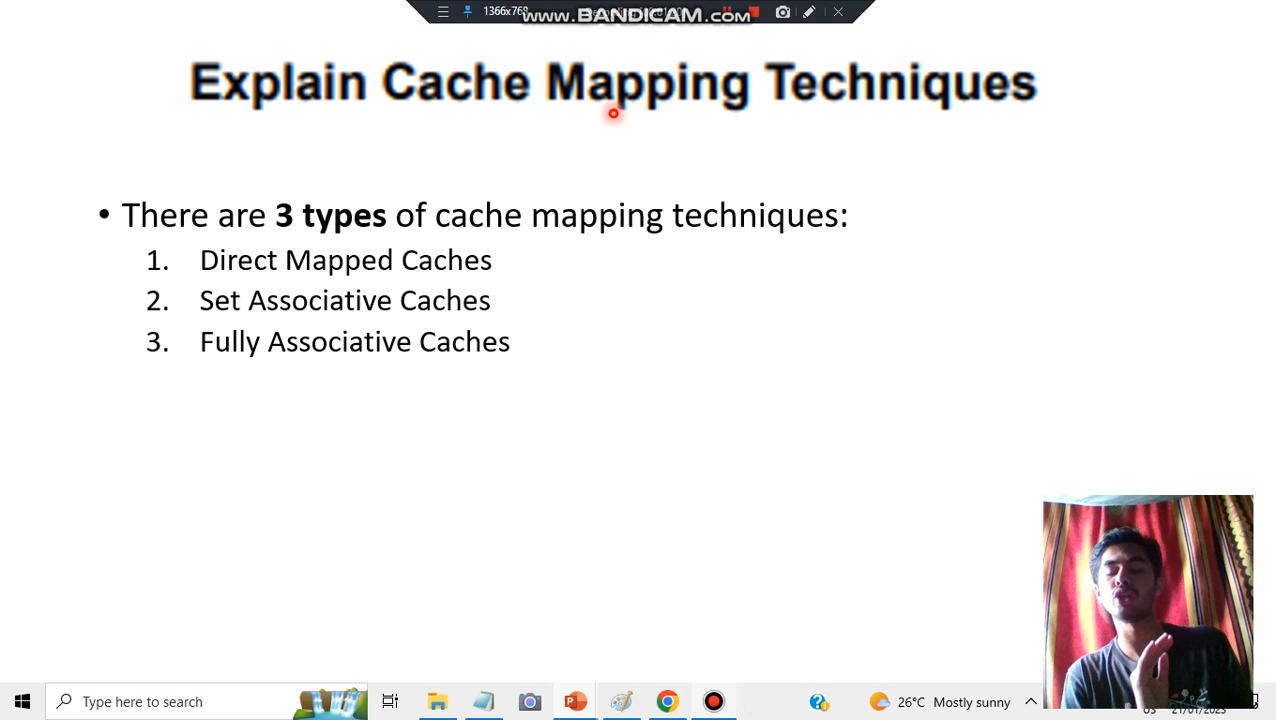 1366x768
www.BANDICAM.com
Explain Cache Mapping Techniques
• There are 3 types of cache mapping techniques:
1. Direct Mapped Caches
2. Set Associative Caches
3. Fully Associative Caches
Type here to search
26°C Mostly sunny